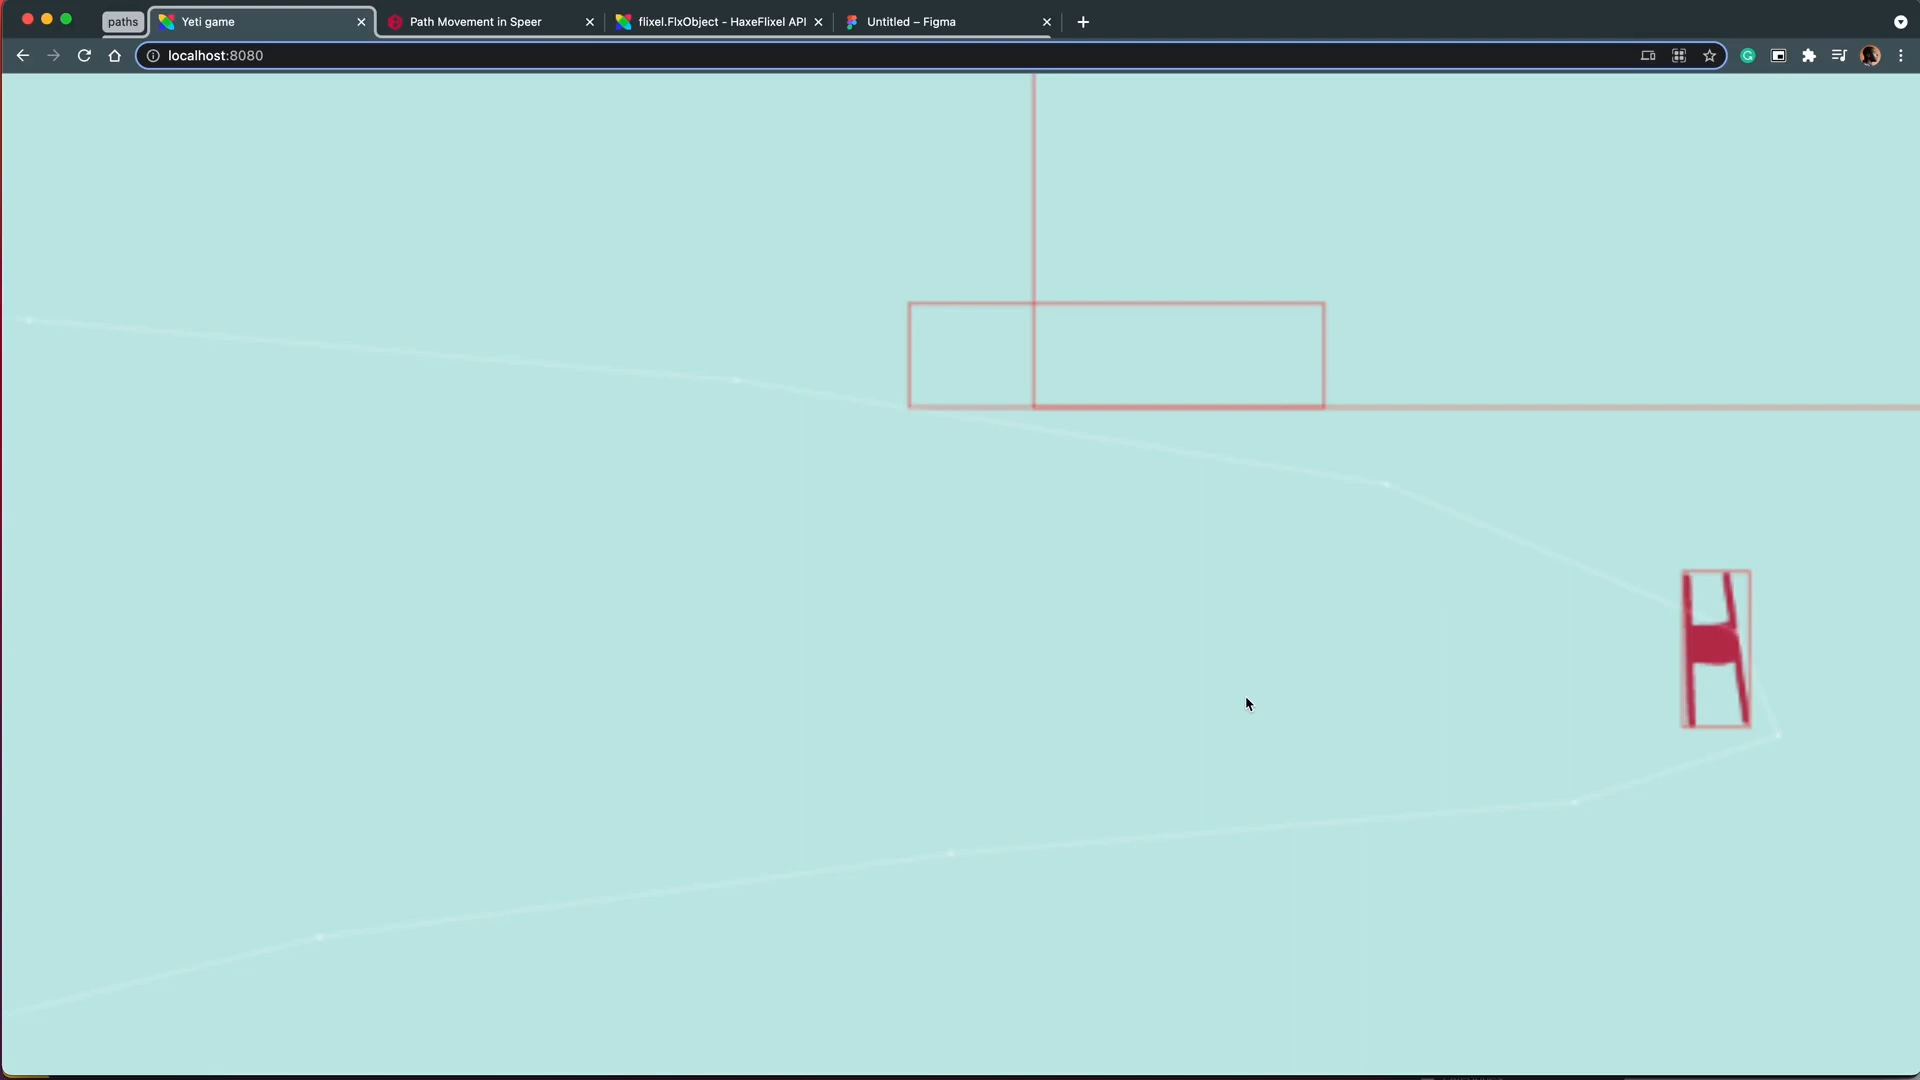 paths
Yeti game
Path Movement in Speer
flixel.FlxObject - HaxeFlixel API
Untitled – Figma
localhost:8080